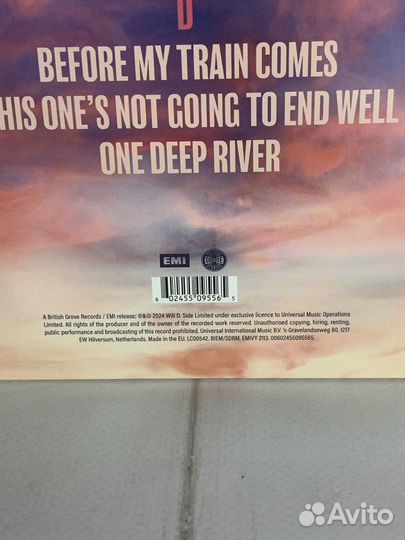 D
BEFORE MY TRAIN COMES
HIS ONE'S NOT GOING TO END WELL
ONE DEEP RIVER
EMI
6 02455 09556 5
A British Grove Records / EMI release; ℗&© 2024 Will D. Side Limited under exclusive licence to Universal Music Operations
Limited. All rights of the producer and of the owner of the recorded work reserved. Unauthorised copying, hiring, renting,
public performance and broadcasting of this record prohibited. Universal International Music B.V. 's-Gravelandseweg 80, 1217
EW Hilversum, Netherlands. Made in the EU. LC00542. BIEM/SDRM. EMIVY 2113. 00602455095565.
Avito